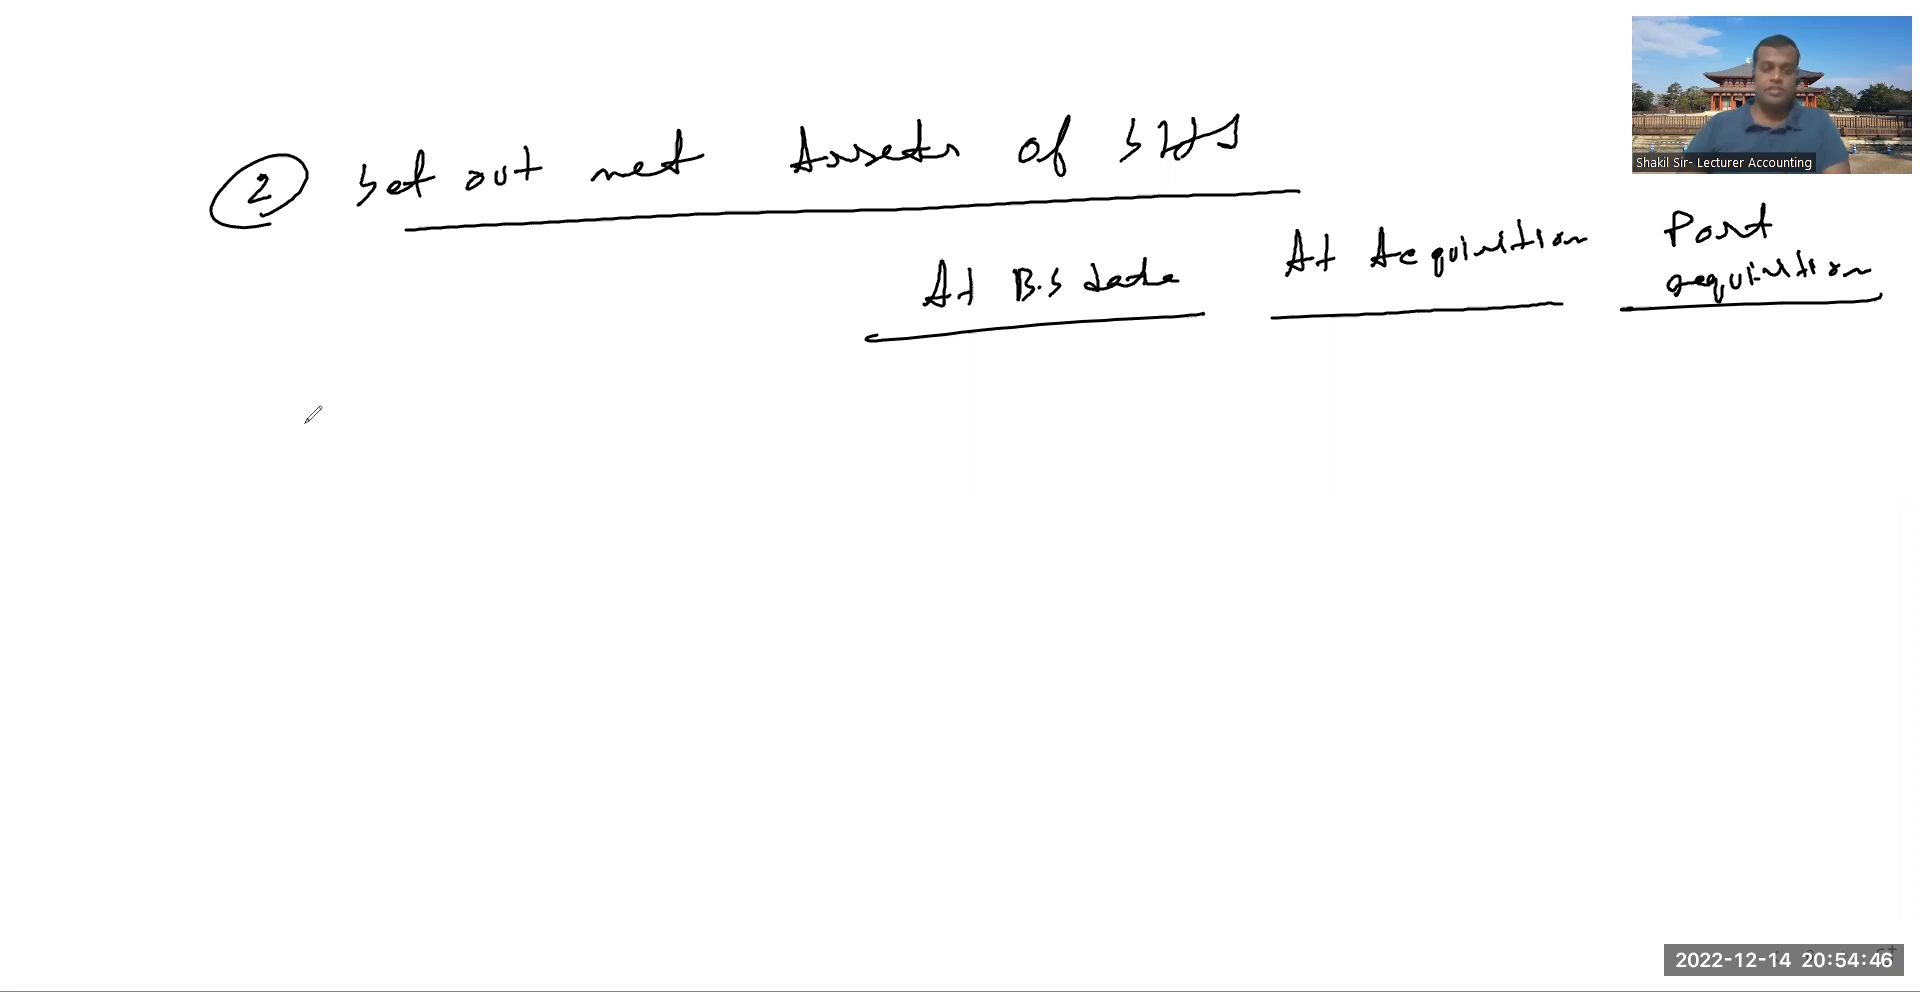 2 Set out net Assets of
At B.S date At Acquisition Post
acquisition
Shakil Sir- Lecturer Accounting
2022-12-14 20:54:46